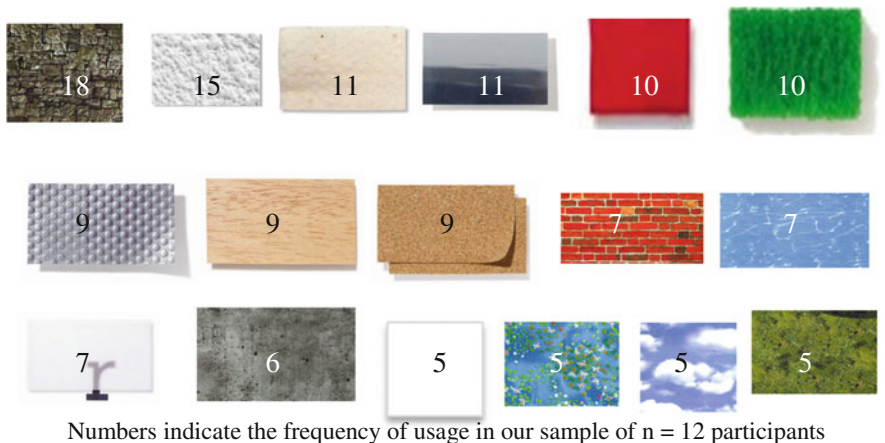 18 15 11 11 10 10
9 9 9 7 7
7 6 5 5 5 5
Numbers indicate the frequency of usage in our sample of n = 12 participants